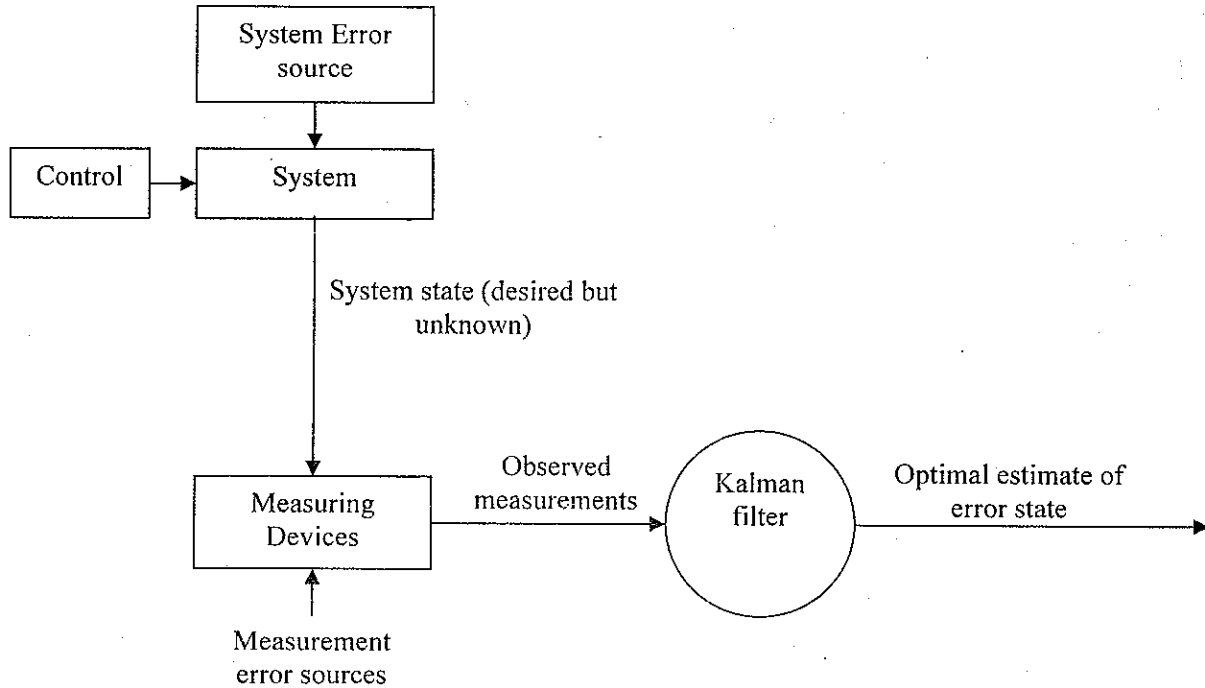 System Error
source
Control
System
System state (desired but
unknown)
Measuring
Devices
Observed
measurements
Kalman
filter
Optimal estimate of
error state
Measurement
error sources